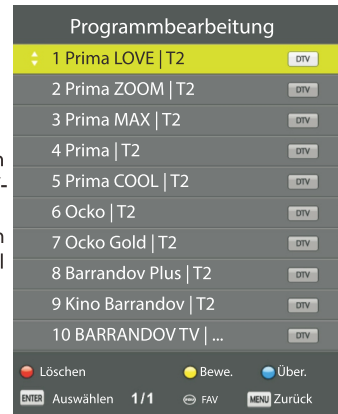 Programmbearbeitung
1 Prima LOVE | T2 DTV
2 Prima ZOOM | T2 DTV
3 Prima MAX | T2 DTV
4 Prima | T2 DTV
5 Prima COOL | T2 DTV
6 Ocko | T2 DTV
7 Ocko Gold | T2 DTV
8 Barrandov Plus | T2 DTV
9 Kino Barrandov | T2 DTV
10 BARRANDOV TV | ... DTV
Löschen Bewe. Über.
ENTER Auswählen 1/1 FAV MENU Zurück